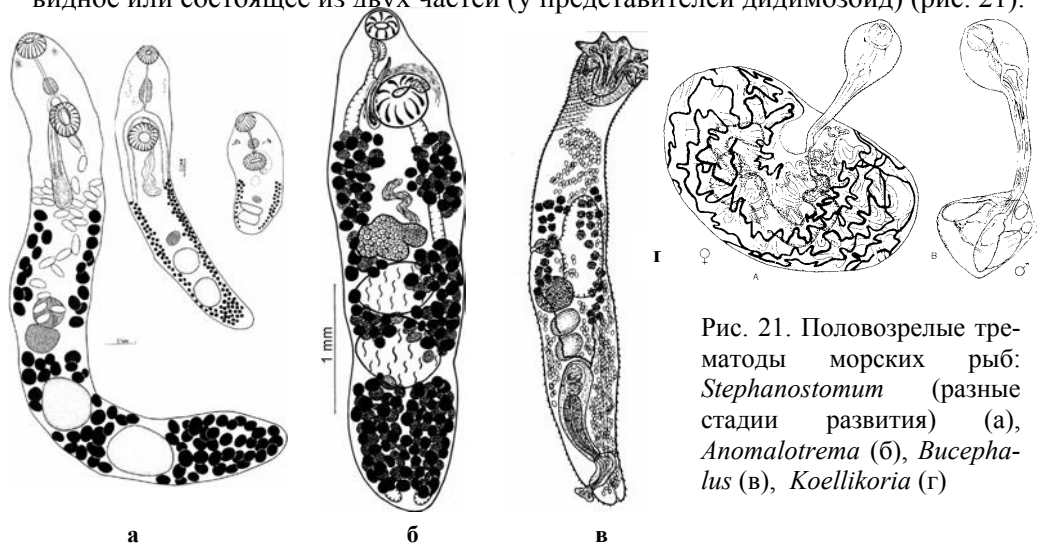 видное или состоящее из двух частей (у представителей дидимозоид) (рис. 21).
1 mm
г
♀
A
B
♂
Рис. 21. Половозрелые тре-
матоды морских рыб:
Stephanostomum (разные
стадии развития) (а),
Anomalotrema (б), Bucepha-
lus (в), Koellikoria (г)
а
б
в